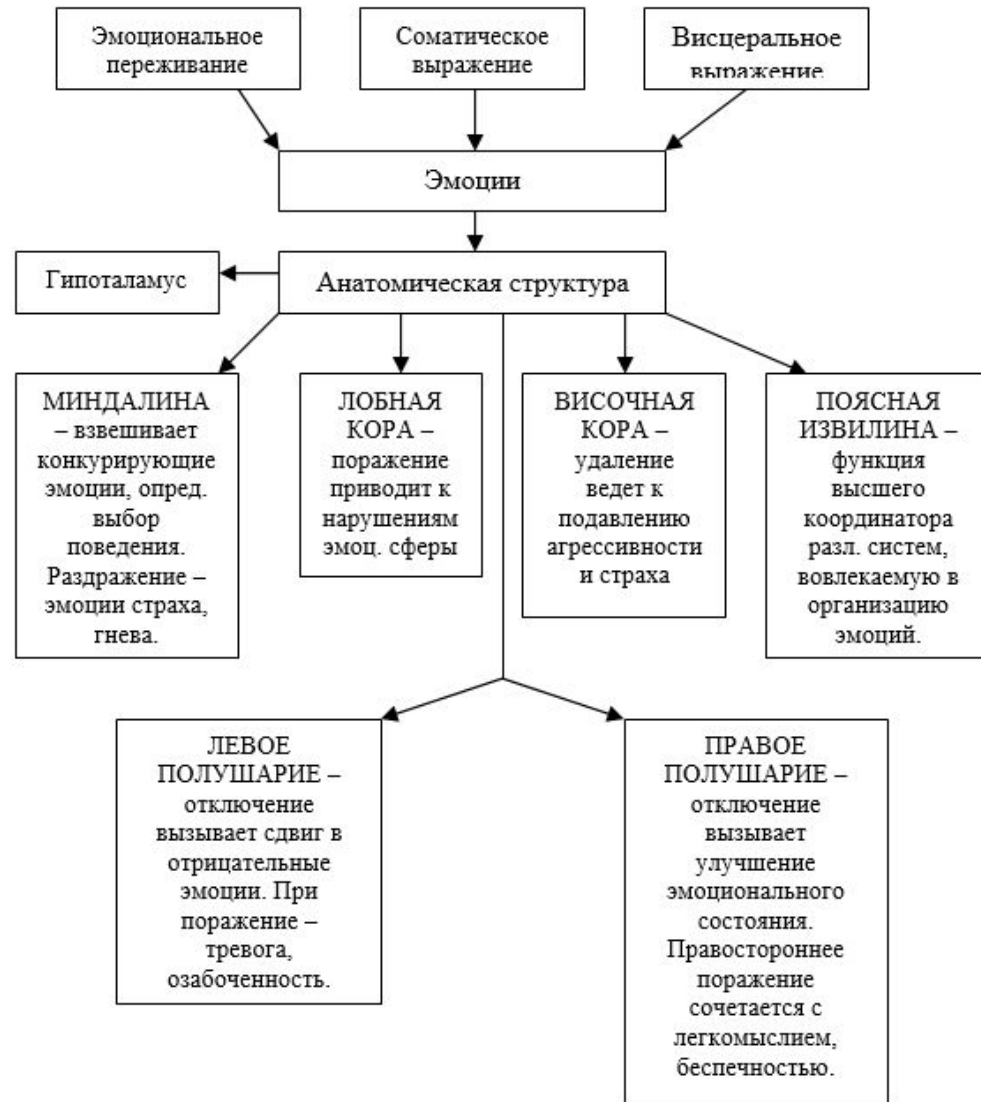 Эмоциональное
переживание
Соматическое
выражение
Висцеральное
выражение
Эмоции
Гипоталамус
Анатомическая структура
МИНДАЛИНА
– взвешивает
конкурирующие
эмоции, опред.
выбор
поведения.
Раздражение –
эмоции страха,
гнева.
ЛОБНАЯ
КОРА –
поражение
приводит к
нарушениям
эмоц. сферы
ВИСОЧНАЯ
КОРА –
удаление
ведет к
подавлению
агрессивности
и страха
ПОЯСНАЯ
ИЗВИЛИНА –
функция
высшего
координатора
разл. систем,
вовлекаемую в
организацию
эмоций.
ЛЕВОЕ
ПОЛУШАРИЕ –
отключение
вызывает сдвиг в
отрицательные
эмоции. При
поражение –
тревога,
озабоченность.
ПРАВОЕ
ПОЛУШАРИЕ –
отключение
вызывает
улучшение
эмоционального
состояния.
Правостороннее
поражение
сочетается с
легкомыслием,
беспечностью.